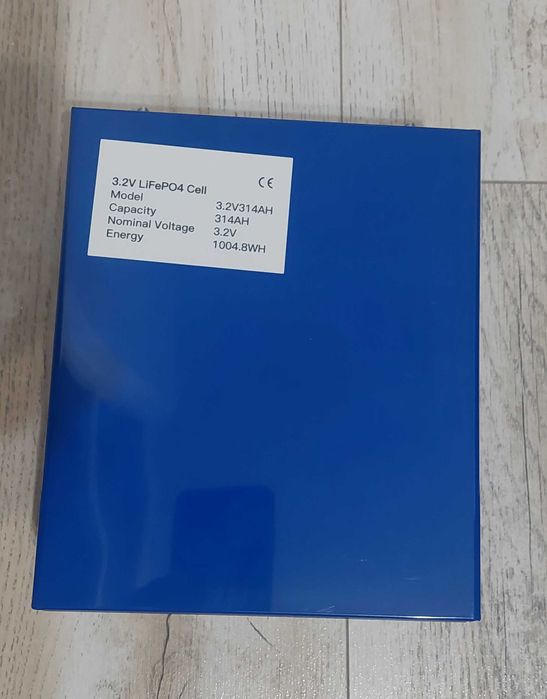 3.2V LiFePO4 Cell CE
Model 3.2V314AH
Capacity 314AH
Nominal Voltage 3.2V
Energy 1004.8WH